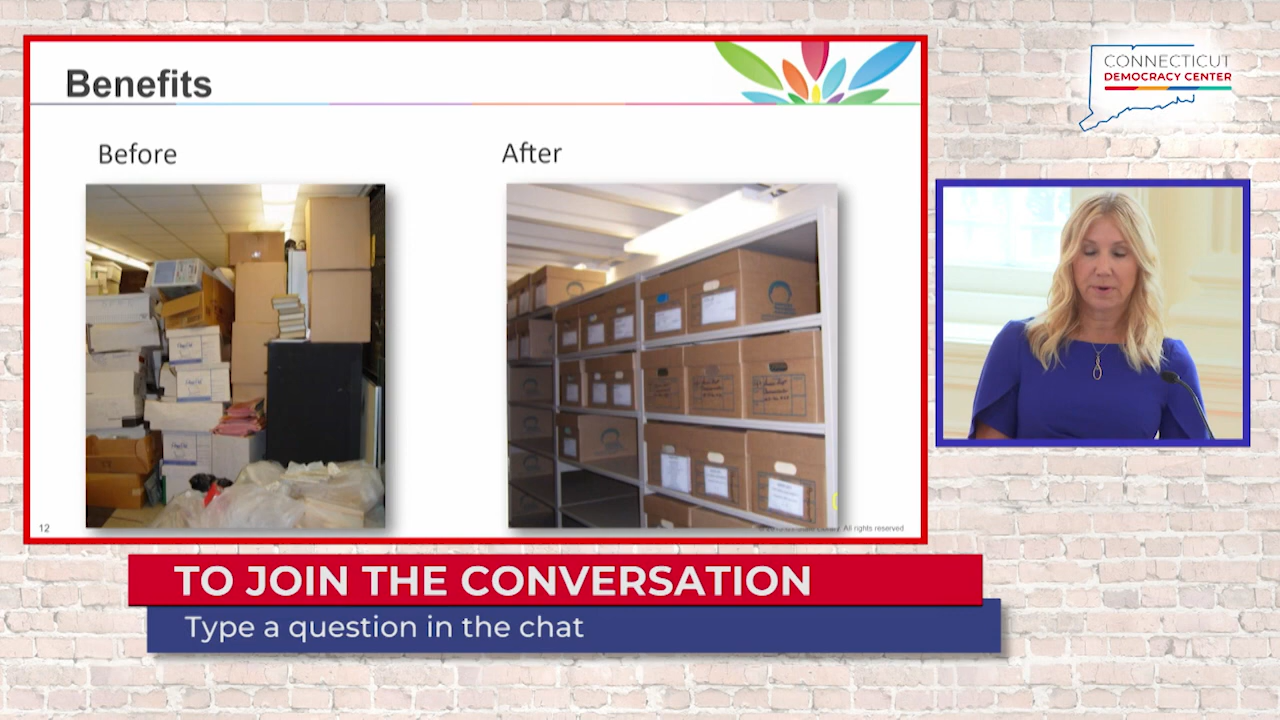 Benefits
Before
After
12
All rights reserved
CONNECTICUT
DEMOCRACY CENTER
TO JOIN THE CONVERSATION
Type a question in the chat